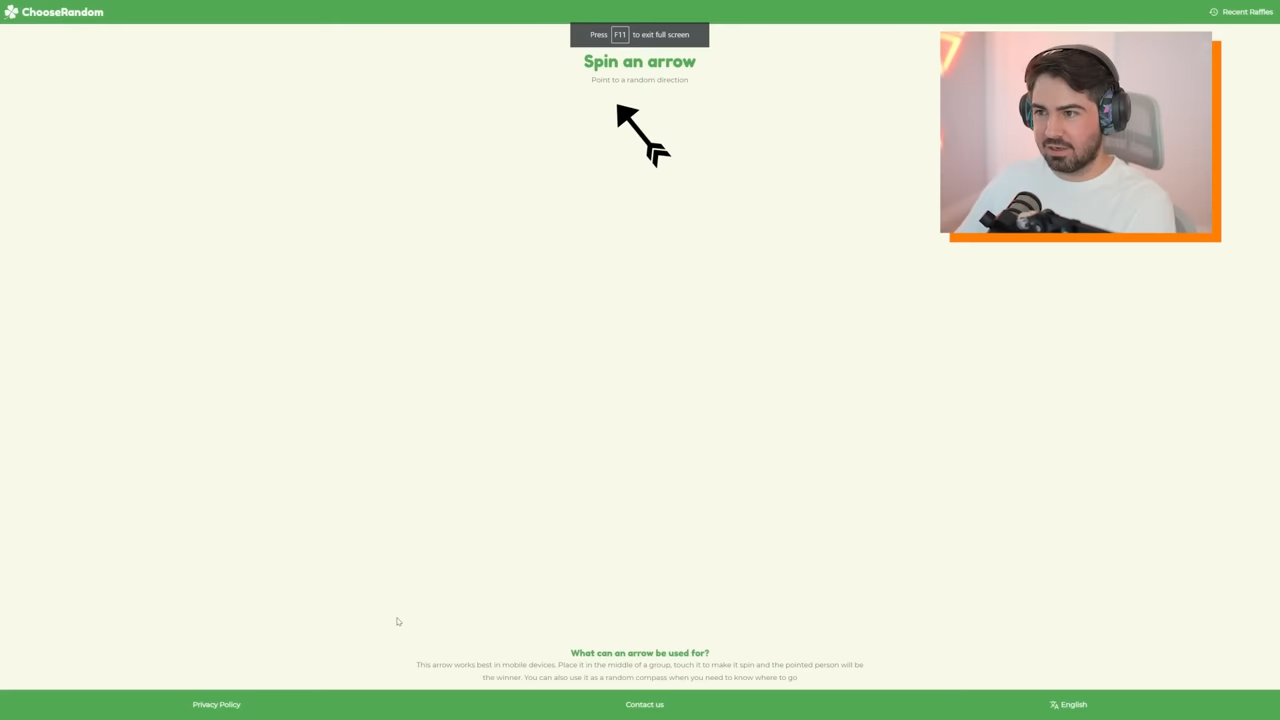 ChooseRandom
Recent Raffles
Press F11 to exit full screen
Spin an arrow
Point to a random direction
What can an arrow be used for?
This arrow works best in mobile devices. Place it in the middle of a group, touch it to make it spin and the pointed person will be
the winner. You can also use it as a random compass when you need to know where to go
Privacy Policy
Contact us
English